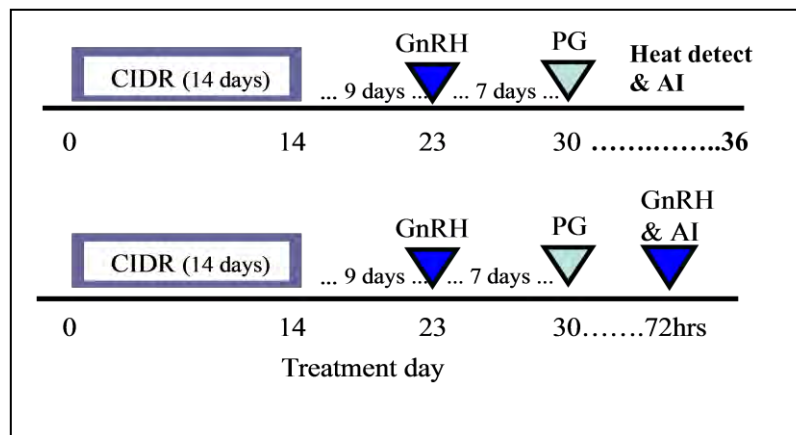 GnRH PG Heat detect
& AI
CIDR (14 days)
... 9 days ... ... 7 days ...
0 14 23 30 ..............36
GnRH PG GnRH
& AI
CIDR (14 days)
... 9 days ... ... 7 days ...
0 14 23 30.......72hrs
Treatment day